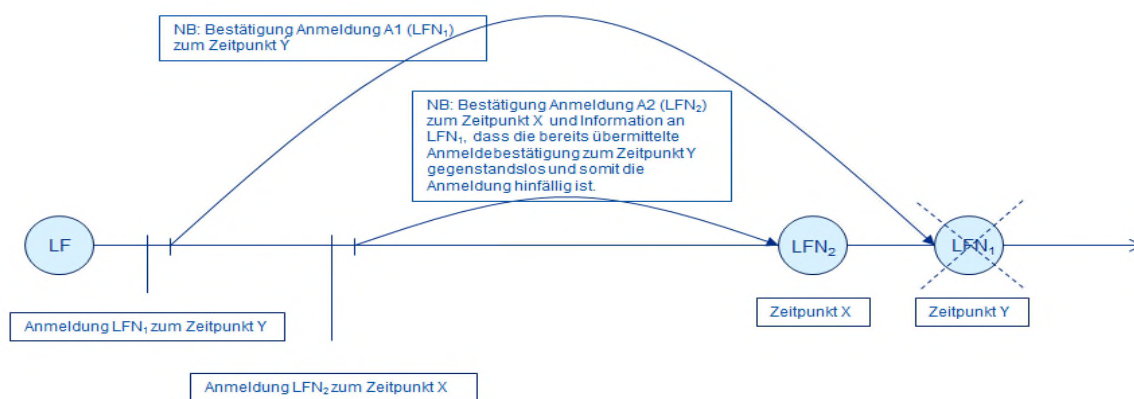 NB: Bestätigung Anmeldung A1 (LFN₁)
zum Zeitpunkt Y
NB: Bestätigung Anmeldung A2 (LFN₂)
zum Zeitpunkt X und Information an
LFN₁, dass die bereits übermittelte
Anmeldebestätigung zum Zeitpunkt Y
gegenstandslos und somit die
Anmeldung hinfällig ist.
LF
LFN₂
LFN₁
Zeitpunkt X
Zeitpunkt Y
Anmeldung LFN₁ zum Zeitpunkt Y
Anmeldung LFN₂ zum Zeitpunkt X